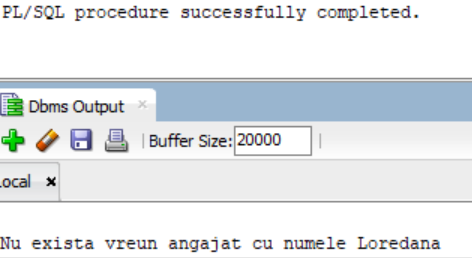 PL/SQL procedure successfully completed.
Dbms Output ×
Buffer Size: 20000
Local ×
Nu exista vreun angajat cu numele Loredana